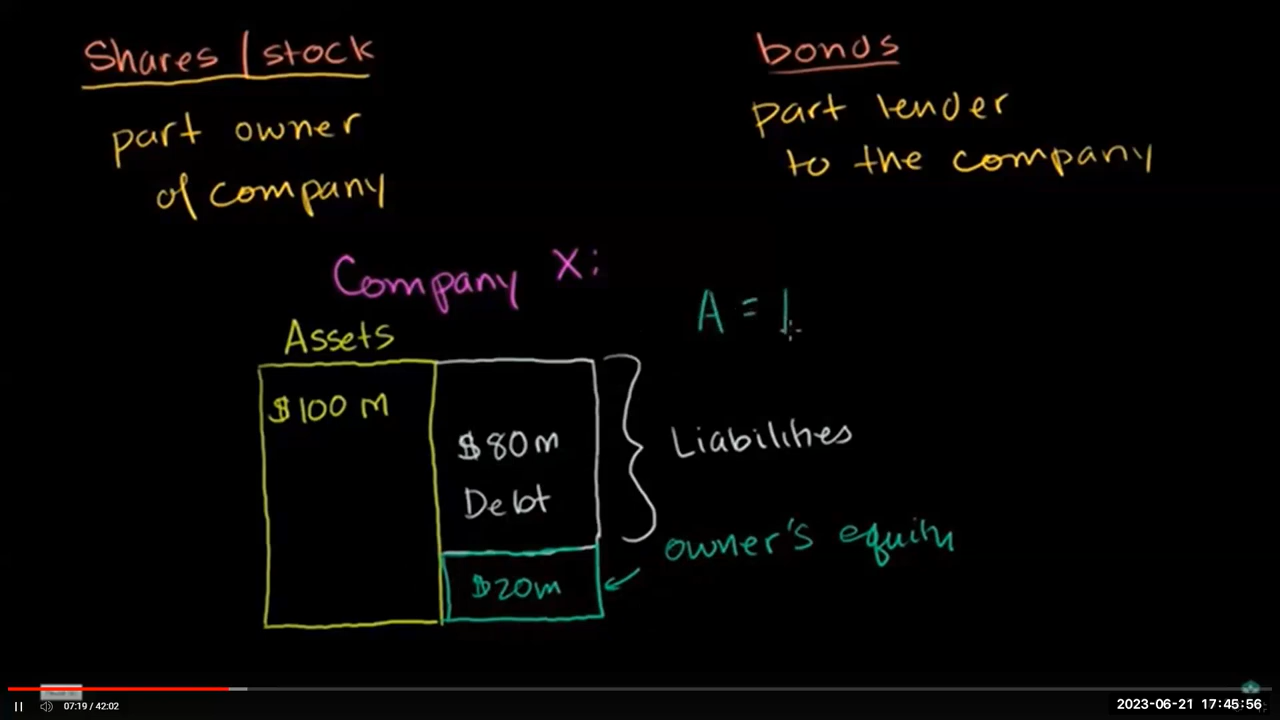 Shares / stock
part owner
of company
bonds
part lender
to the company
Company X:
Assets
$100 M
$80m
Debt
$20m
A = L
Liabilities
owner's equity
07:19 / 42:02
2023-06-21 17:45:56